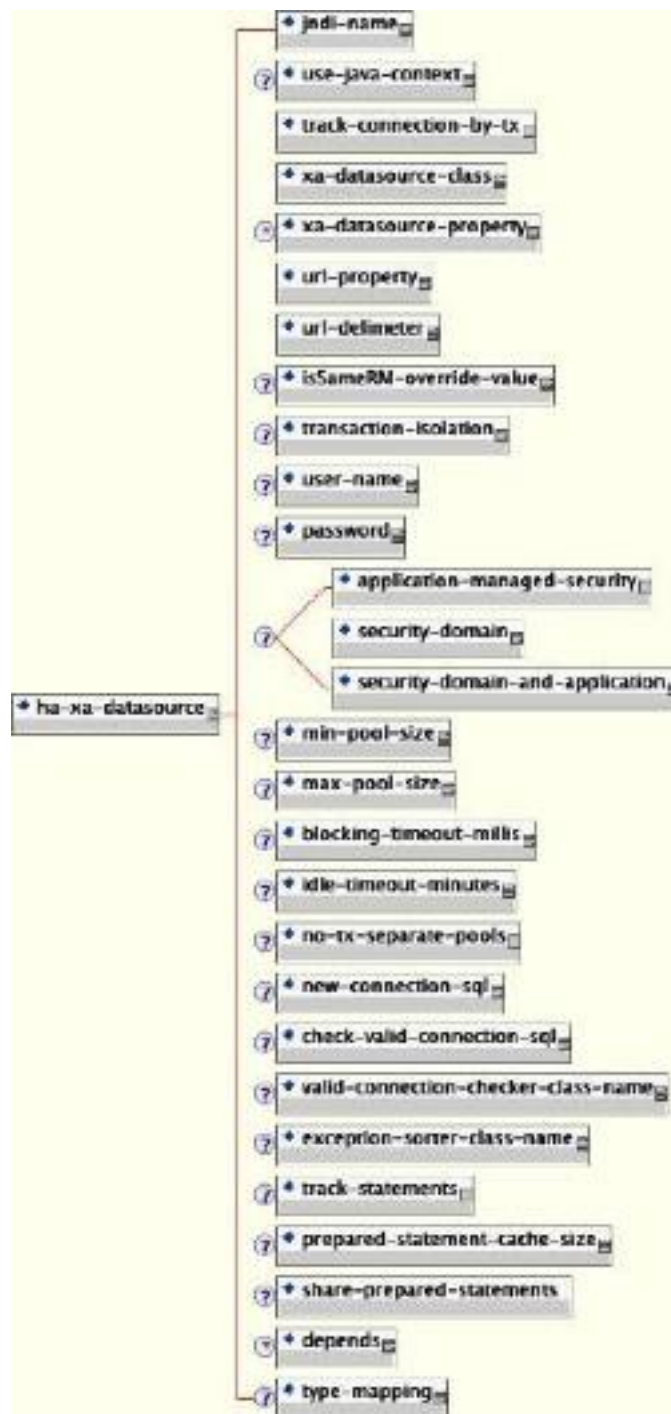 jndi-name
? use-java-context
track-connection-by-tx
xa-datasource-class
* xa-datasource-property
url-property
url-delimeter
? isSameRM-override-value
? transaction-isolation
? user-name
? password
application-managed-security
? security-domain
security-domain-and-application
ha-xa-datasource
? min-pool-size
? max-pool-size
? blocking-timeout-millis
? idle-timeout-minutes
? no-tx-separate-pools
? new-connection-sql
? check-valid-connection-sql
? valid-connection-checker-class-name
? exception-sorter-class-name
? track-statements
? prepared-statement-cache-size
? share-prepared-statements
* depends
? type-mapping